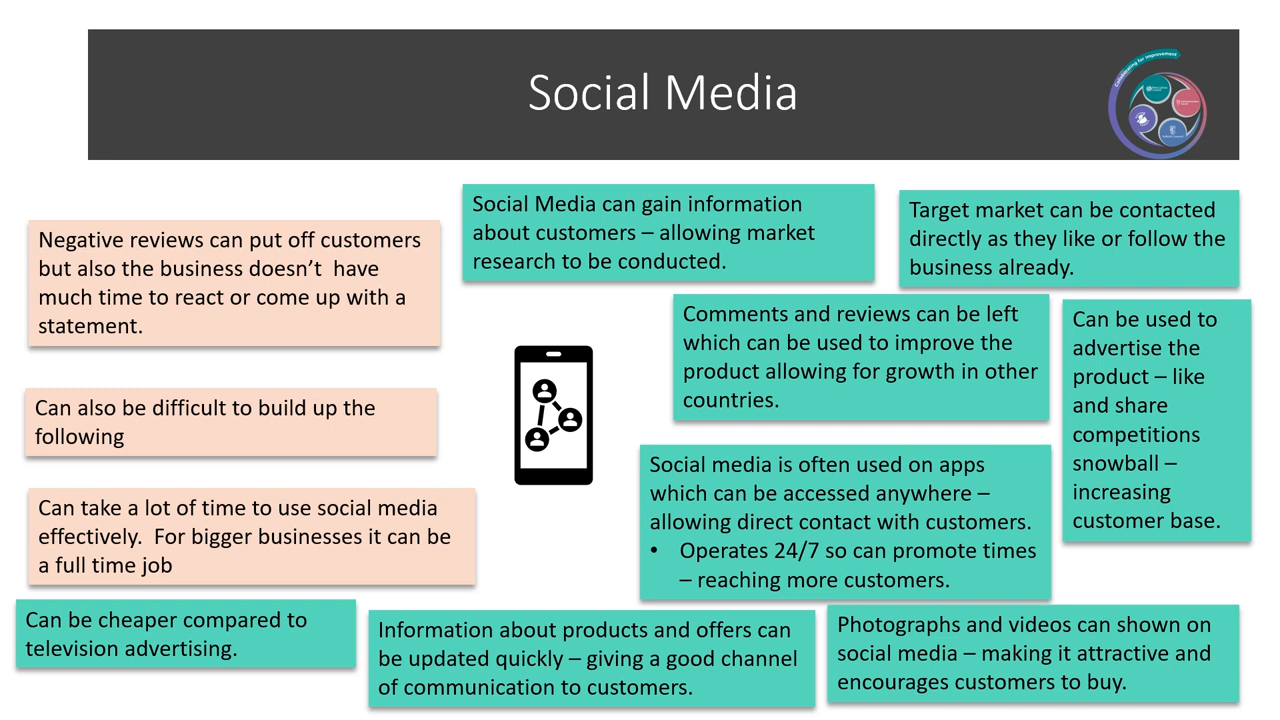 Social Media
Collaborating for Improvement
Negative reviews can put off customers
but also the business doesn’t  have
much time to react or come up with a
statement.
Can also be difficult to build up the
following
Can take a lot of time to use social media
effectively.  For bigger businesses it can be
a full time job
Can be cheaper compared to
television advertising.
Social Media can gain information
about customers – allowing market
research to be conducted.
Target market can be contacted
directly as they like or follow the
business already.
Comments and reviews can be left
which can be used to improve the
product allowing for growth in other
countries.
Can be used to
advertise the
product – like
and share
competitions
snowball –
increasing
customer base.
Social media is often used on apps
which can be accessed anywhere –
allowing direct contact with customers.
• Operates 24/7 so can promote times
– reaching more customers.
Information about products and offers can
be updated quickly – giving a good channel
of communication to customers.
Photographs and videos can shown on
social media – making it attractive and
encourages customers to buy.